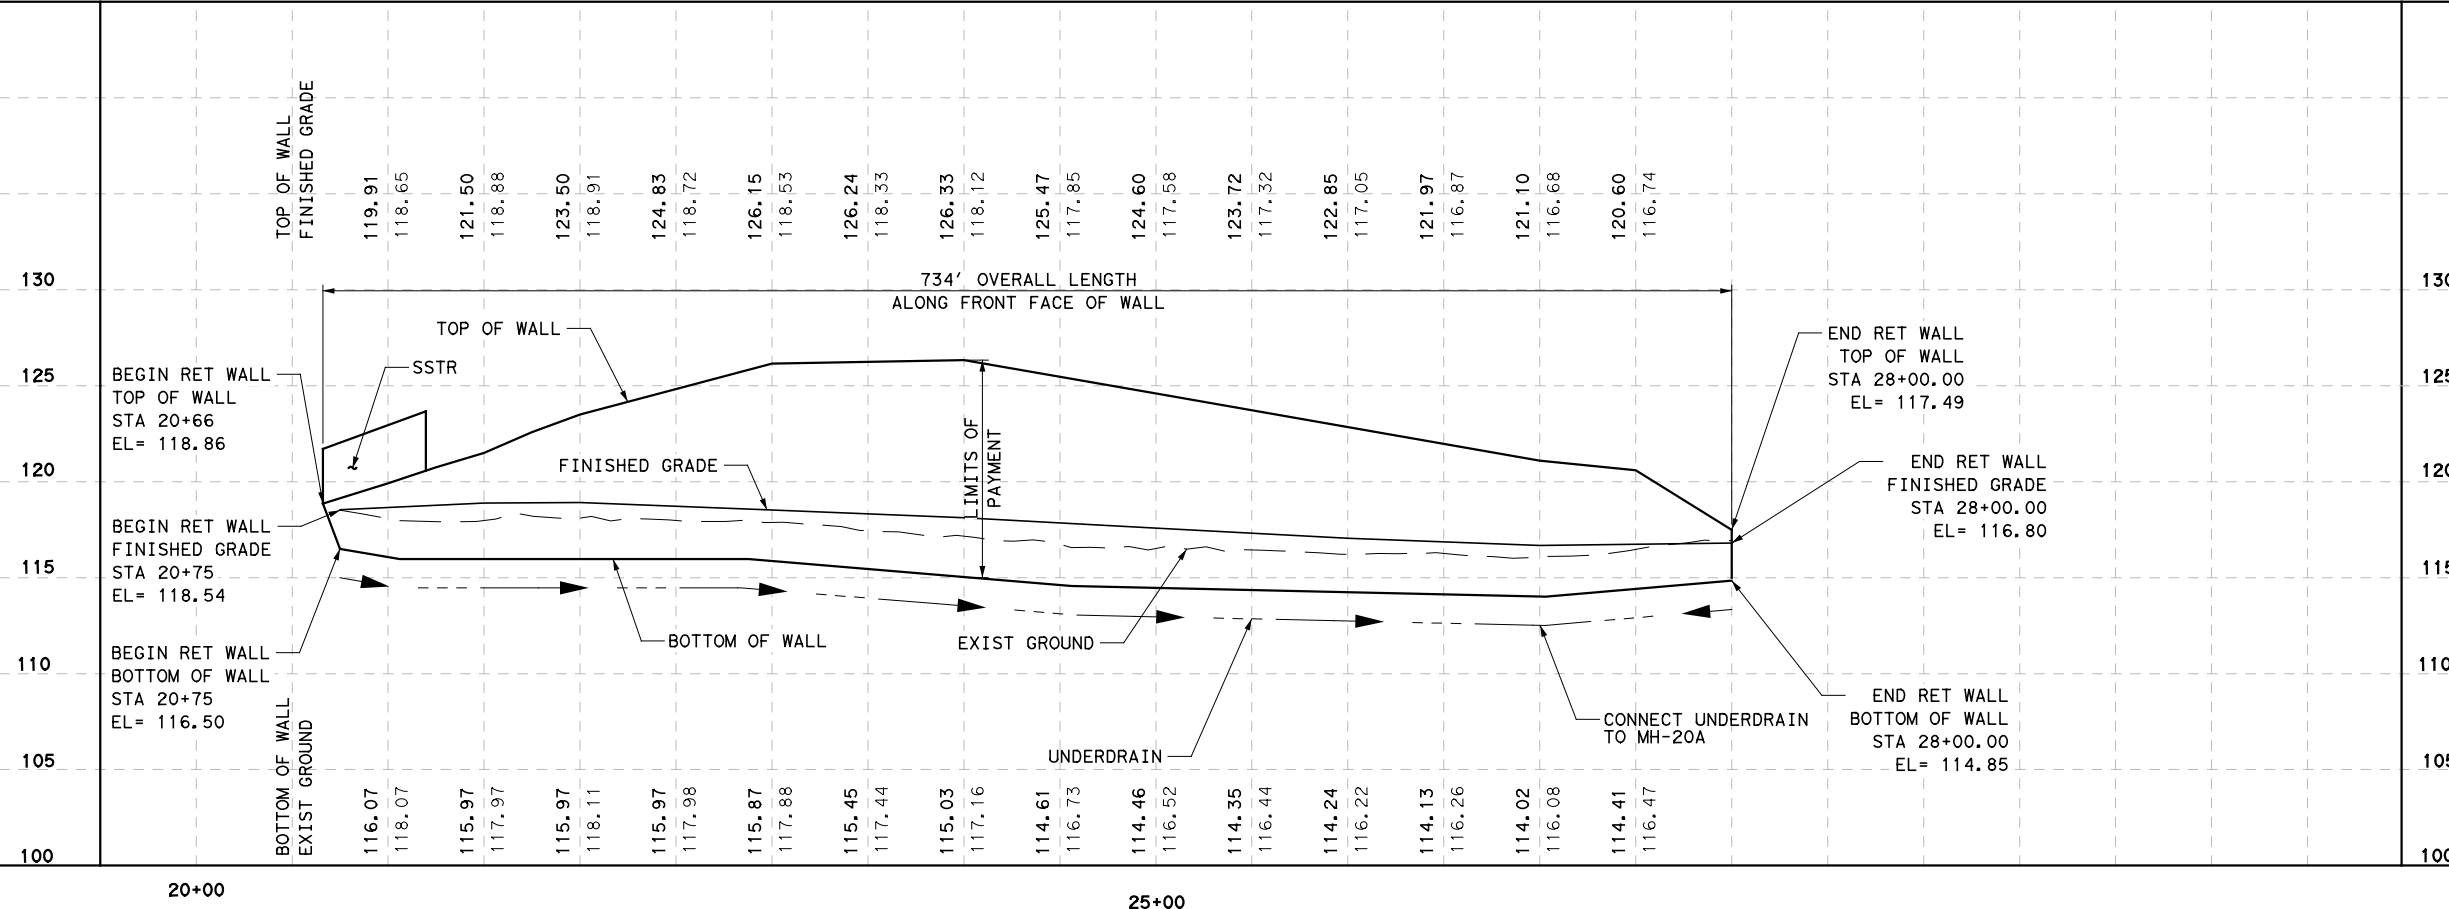 TOP OF WALL
FINISHED GRADE
119.91
118.65
121.50
118.88
123.50
118.91
124.83
118.72
126.15
118.53
126.24
118.33
126.33
118.12
125.47
117.85
124.60
117.58
123.72
117.32
122.85
117.05
121.97
116.87
121.10
116.68
120.60
116.74
130
130
734' OVERALL LENGTH
ALONG FRONT FACE OF WALL
TOP OF WALL
SSTR
BEGIN RET WALL
TOP OF WALL
STA 20+66
EL= 118.86
END RET WALL
TOP OF WALL
STA 28+00.00
EL= 117.49
125
125
LIMITS OF
PAYMENT
FINISHED GRADE
END RET WALL
FINISHED GRADE
STA 28+00.00
EL= 116.80
120
120
BEGIN RET WALL
FINISHED GRADE
STA 20+75
EL= 118.54
115
115
BOTTOM OF WALL
EXIST GROUND
BEGIN RET WALL
BOTTOM OF WALL
STA 20+75
EL= 116.50
110
110
CONNECT UNDERDRAIN
TO MH-20A
END RET WALL
BOTTOM OF WALL
STA 28+00.00
EL= 114.85
UNDERDRAIN
105
105
BOTTOM OF WALL
EXIST GROUND
116.07
118.07
115.97
117.97
115.97
118.11
115.97
117.98
115.87
117.88
115.45
117.44
115.03
117.16
114.61
116.73
114.46
116.52
114.35
116.44
114.24
116.22
114.13
116.26
114.02
116.08
114.41
116.47
100
100
20+00
25+00